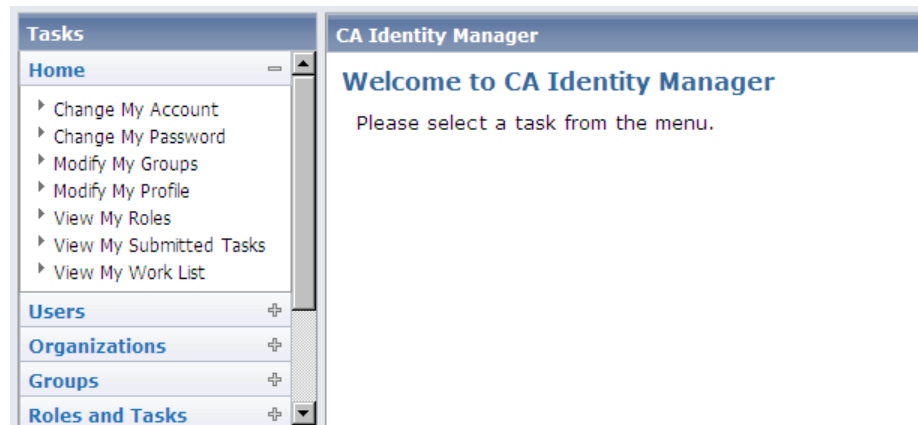 Tasks
Home
Change My Account
Change My Password
Modify My Groups
Modify My Profile
View My Roles
View My Submitted Tasks
View My Work List
Users
Organizations
Groups
Roles and Tasks
CA Identity Manager
Welcome to CA Identity Manager
Please select a task from the menu.